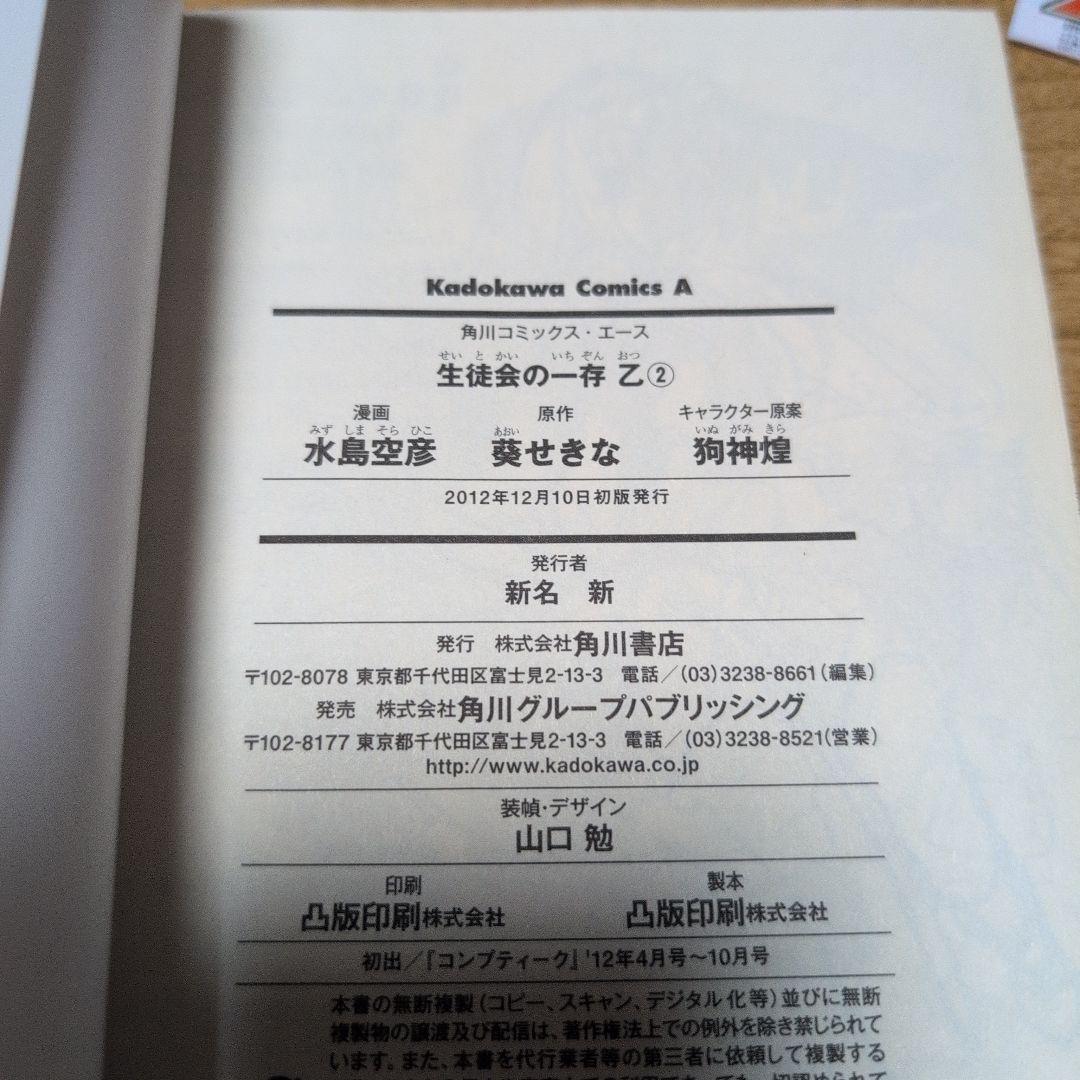 Kadokawa Comics A
角川コミックス・エース
せいとかい いちぞん おつ
生徒会の一存 乙②
漫画 原作 キャラクター原案
みずしまそらひこ あおい いぬがみきら
水島空彦 葵せきな 狗神煌
2012年12月10日初版発行
発行者
新名 新
発行 株式会社角川書店
〒102-8078 東京都千代田区富士見2-13-3 電話／(03)3238-8661(編集)
発売 株式会社角川グループパブリッシング
〒102-8177 東京都千代田区富士見2-13-3 電話／(03)3238-8521(営業)
http://www.kadokawa.co.jp
装幀・デザイン
山口 勉
印刷 製本
凸版印刷株式会社 凸版印刷株式会社
初出／『コンプティーク』'12年4月号〜10月号
本書の無断複製(コピー、スキャン、デジタル化等)並びに無断
複製物の譲渡及び配信は、著作権法上での例外を除き禁じられて
います。また、本書を代行業者等の第三者に依頼して複製する